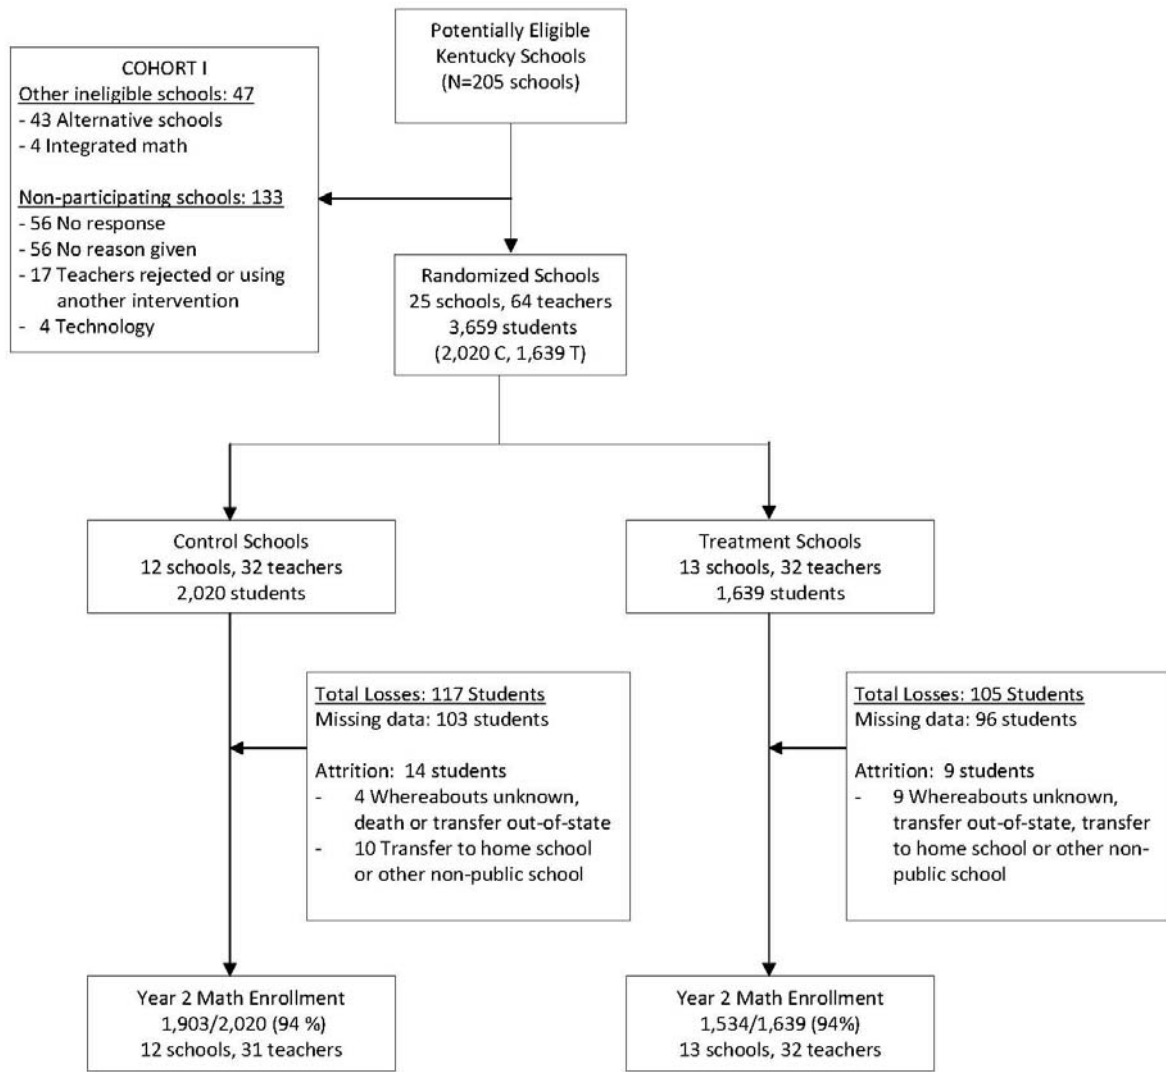 Potentially Eligible
Kentucky Schools
(N=205 schools)
COHORT I
Other ineligible schools: 47
- 43 Alternative schools
- 4 Integrated math
Non-participating schools: 133
- 56 No response
- 56 No reason given
- 17 Teachers rejected or using
another intervention
- 4 Technology
Randomized Schools
25 schools, 64 teachers
3,659 students
(2,020 C, 1,639 T)
Control Schools
12 schools, 32 teachers
2,020 students
Treatment Schools
13 schools, 32 teachers
1,639 students
Total Losses: 117 Students
Missing data: 103 students
Attrition: 14 students
- 4 Whereabouts unknown,
death or transfer out-of-state
- 10 Transfer to home school
or other non-public school
Total Losses: 105 Students
Missing data: 96 students
Attrition: 9 students
- 9 Whereabouts unknown,
transfer out-of-state, transfer
to home school or other non-
public school
Year 2 Math Enrollment
1,903/2,020 (94 %)
12 schools, 31 teachers
Year 2 Math Enrollment
1,534/1,639 (94%)
13 schools, 32 teachers